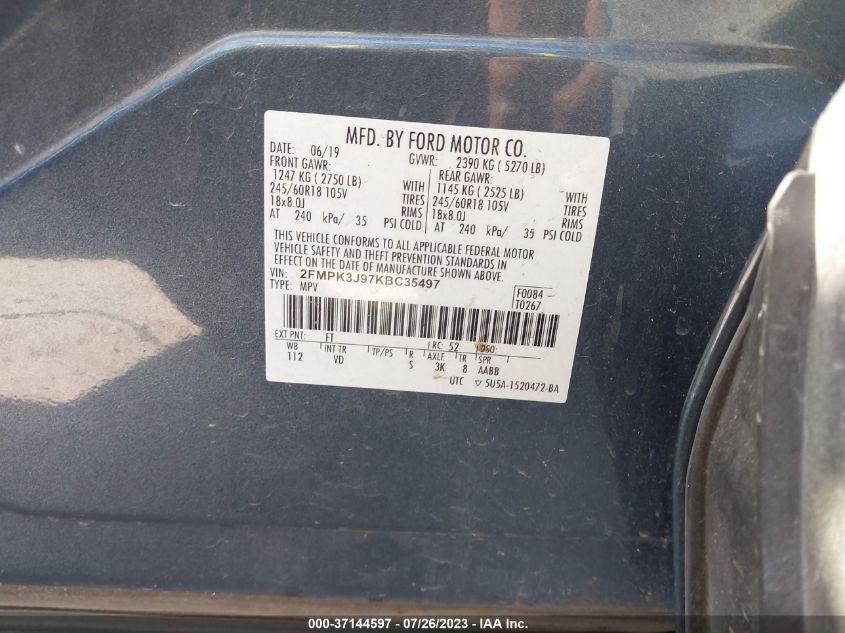 MFD. BY FORD MOTOR CO.
DATE: 06/19 GVWR: 2390 KG ( 5270 LB)
FRONT GAWR: REAR GAWR:
1247 KG ( 2750 LB) WITH 1145 KG ( 2525 LB) WITH
245/60R18 105V TIRES 245/60R18 105V TIRES
18x8.0J RIMS 18x8.0J RIMS
AT 240 kPa/ 35 PSI COLD AT 240 kPa/ 35 PSI COLD
THIS VEHICLE CONFORMS TO ALL APPLICABLE FEDERAL MOTOR
VEHICLE SAFETY AND THEFT PREVENTION STANDARDS IN
EFFECT ON THE DATE OF MANUFACTURE SHOWN ABOVE.
VIN: 2FMPK3J97KBC35497
TYPE: MPV F0084
T0267
EXT PNT: FT RC: 52 DSO:
WB INT TR TP/PS R AXLE TR SPR
112 VD S 3K 8 AABB
UTC ▽ 5U5A-1520472-BA
000-37144597 - 07/26/2023 - IAA Inc.